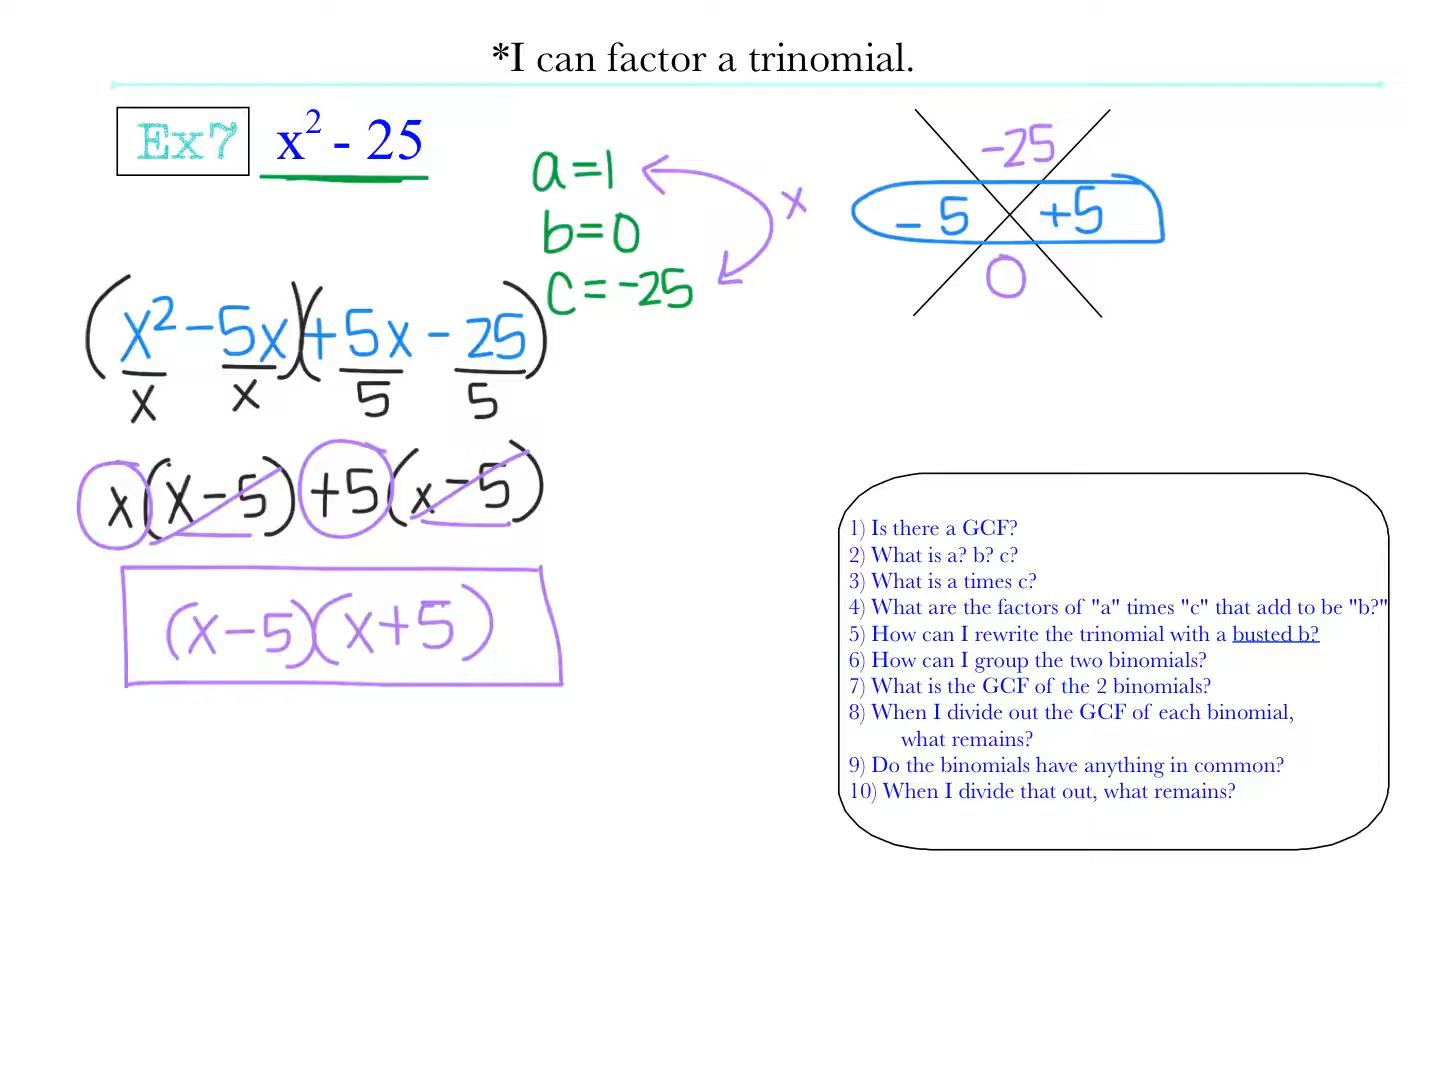 *I can factor a trinomial.
Ex7 x² - 25
a=1
b=0
c=-25
x
-25
-5 +5
0
(x² -5x)(+5x - 25)
x x 5 5
x(x-5) +5(x-5)
(x-5)(x+5)
1) Is there a GCF?
2) What is a? b? c?
3) What is a times c?
4) What are the factors of "a" times "c" that add to be "b?"
5) How can I rewrite the trinomial with a busted b?
6) How can I group the two binomials?
7) What is the GCF of the 2 binomials?
8) When I divide out the GCF of each binomial,
what remains?
9) Do the binomials have anything in common?
10) When I divide that out, what remains?